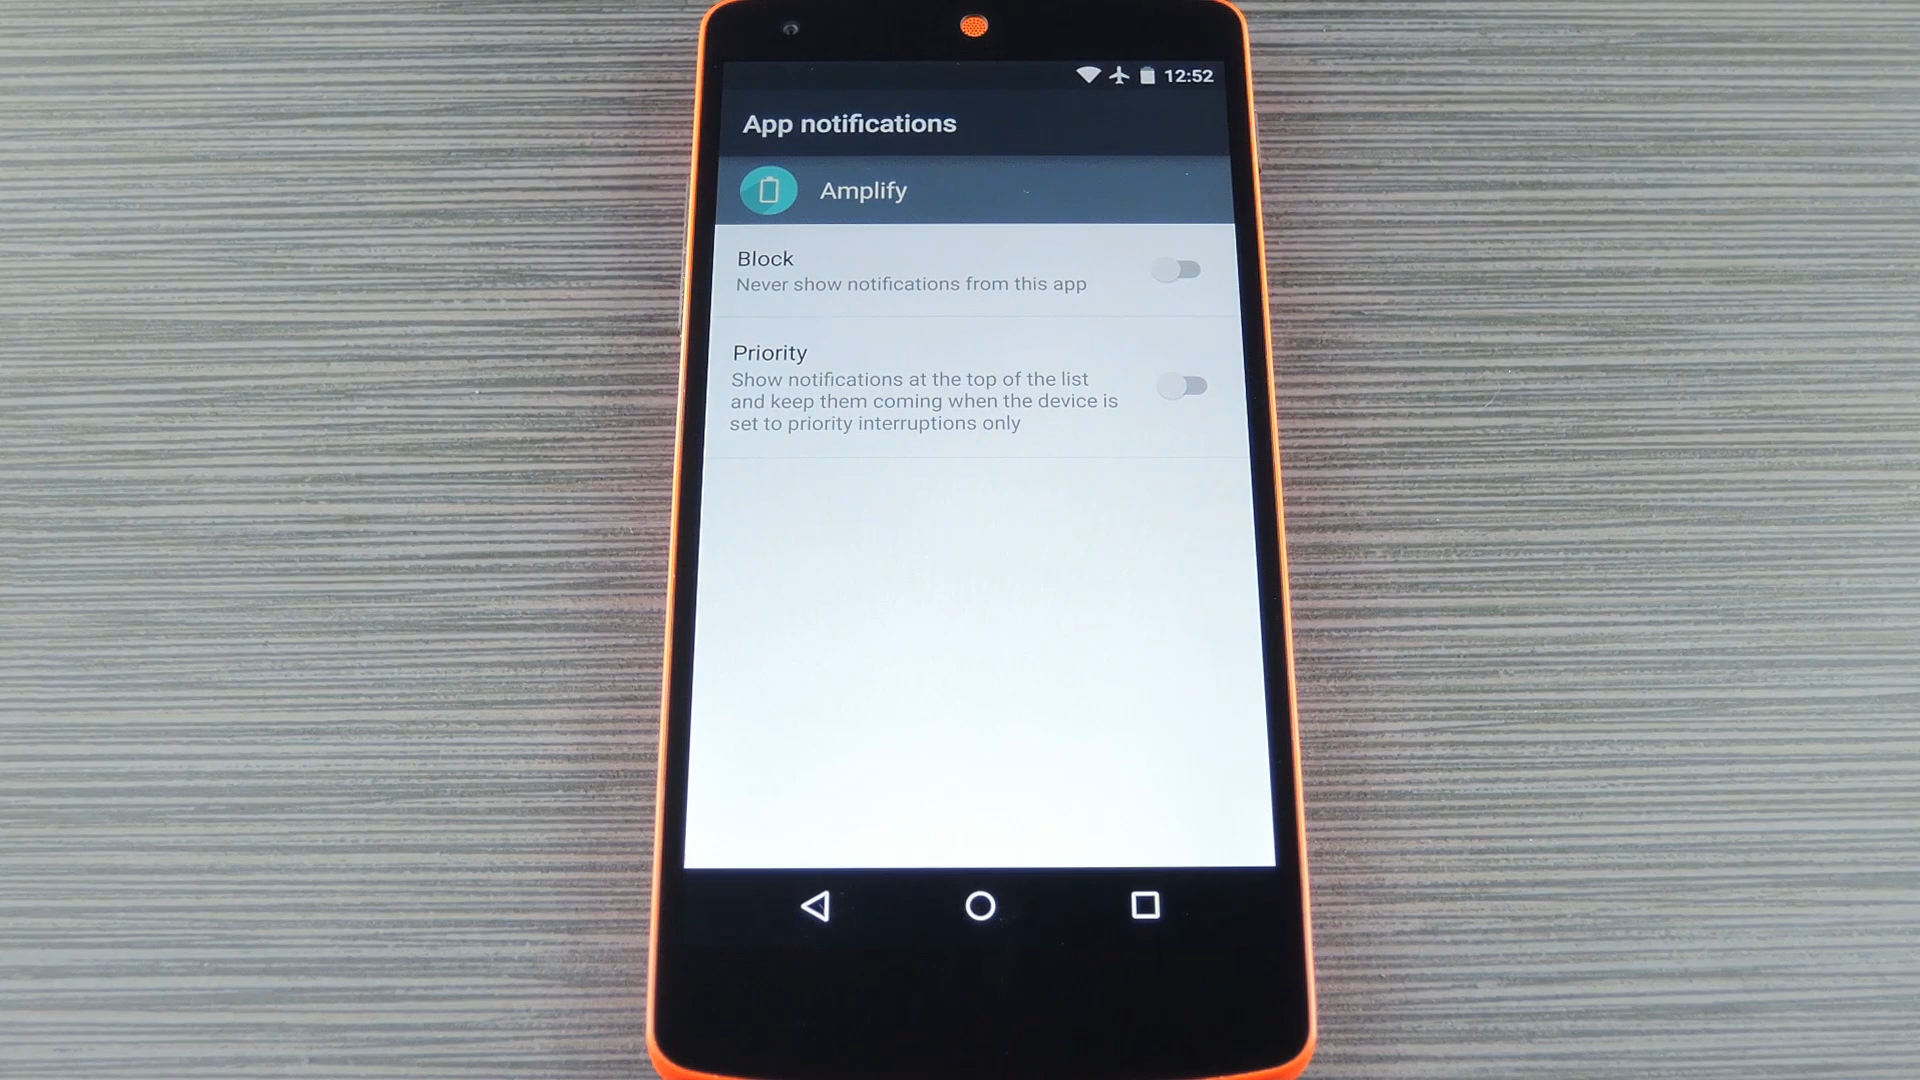 12:52
App notifications
Amplify
Block
Never show notifications from this app
Priority
Show notifications at the top of the list
and keep them coming when the device is
set to priority interruptions only